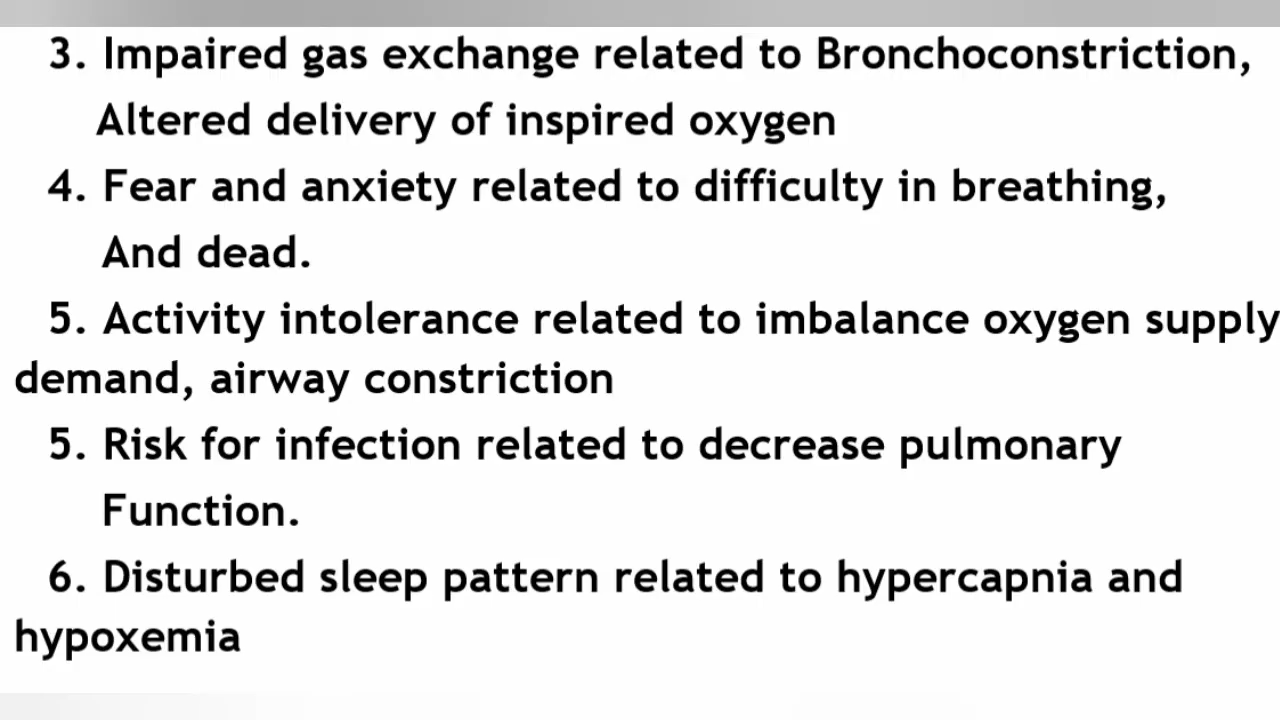 3. Impaired gas exchange related to Bronchoconstriction,
Altered delivery of inspired oxygen
4. Fear and anxiety related to difficulty in breathing,
And dead.
5. Activity intolerance related to imbalance oxygen supply
demand, airway constriction
5. Risk for infection related to decrease pulmonary
Function.
6. Disturbed sleep pattern related to hypercapnia and
hypoxemia